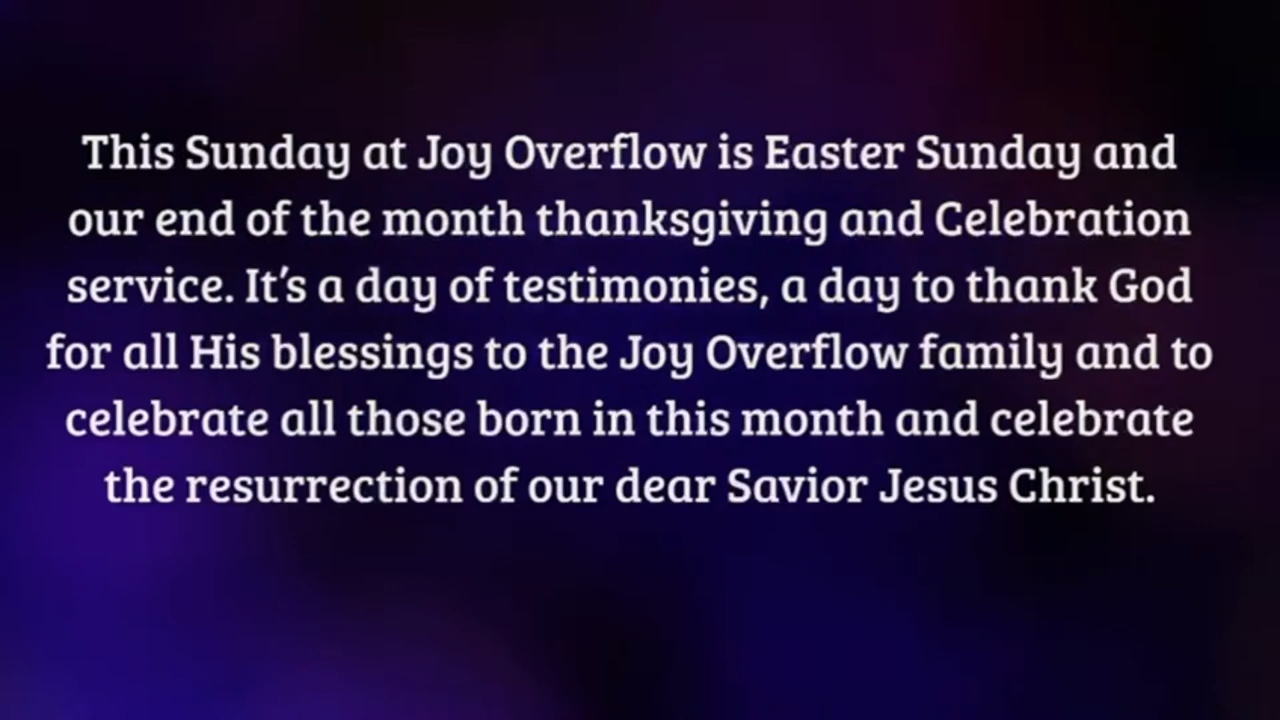 This Sunday at Joy Overflow is Easter Sunday and
our end of the month thanksgiving and Celebration
service. It's a day of testimonies, a day to thank God
for all His blessings to the Joy Overflow family and to
celebrate all those born in this month and celebrate
the resurrection of our dear Savior Jesus Christ.